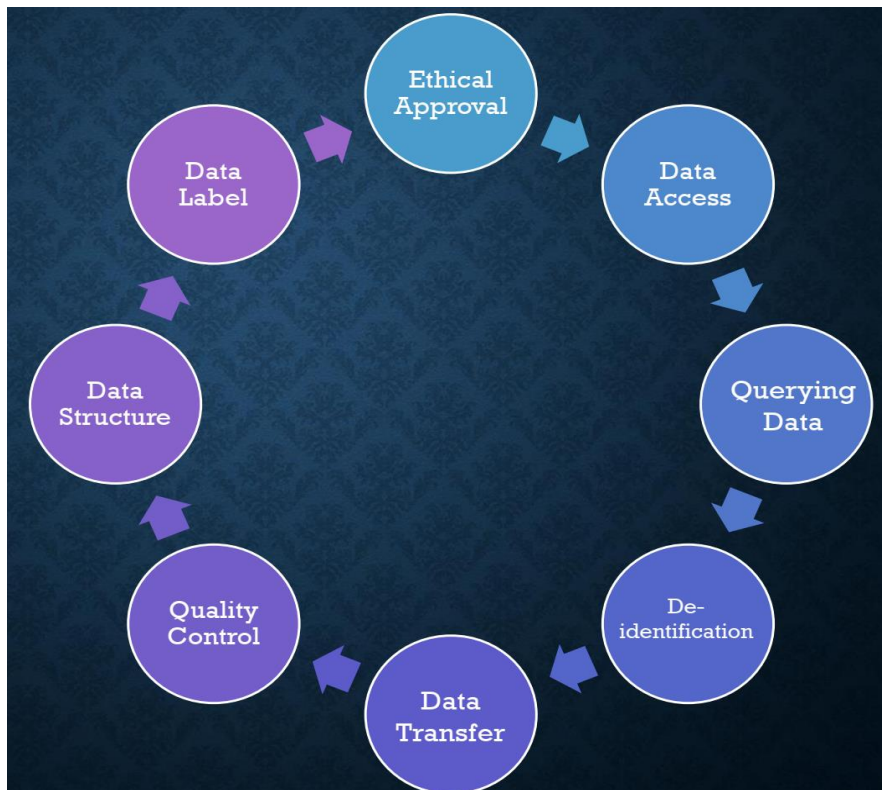 Ethical
Approval
Data
Access
Querying
Data
De-
identification
Data
Transfer
Quality
Control
Data
Structure
Data
Label